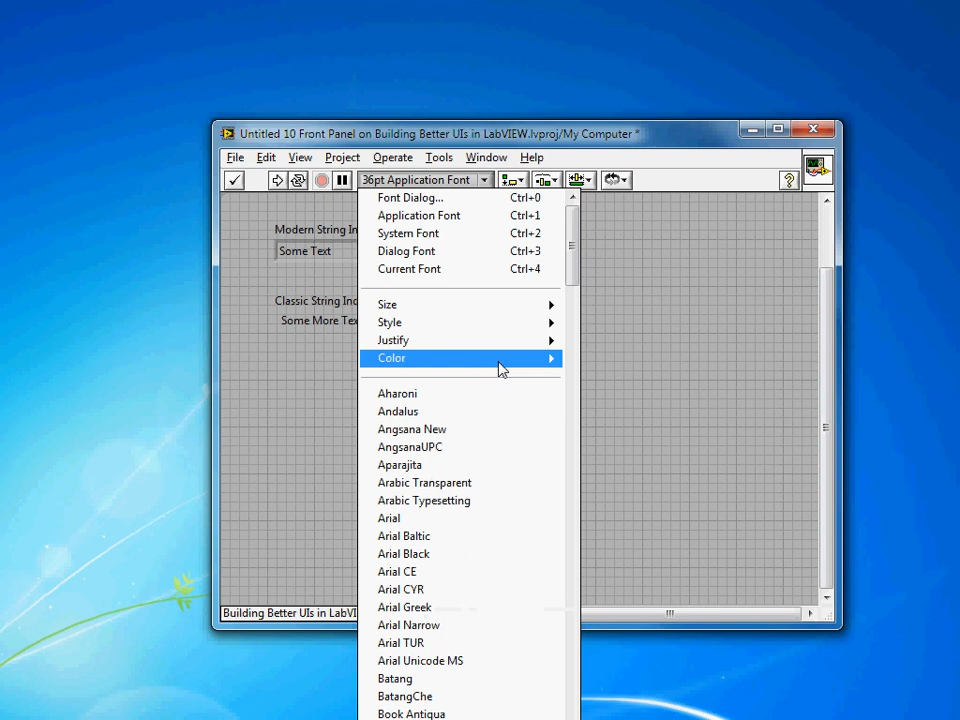 Untitled 10 Front Panel on Building Better UIs in LabVIEW.lvproj/My Computer *
File Edit View Project Operate Tools Window Help
36pt Application Font
?
Font Dialog... Ctrl+0
Application Font Ctrl+1
System Font Ctrl+2
Dialog Font Ctrl+3
Current Font Ctrl+4
Modern String In
Some Text
Classic String Ind
Some More Tex
Size
Style
Justify
Color
Aharoni
Andalus
Angsana New
AngsanaUPC
Aparajita
Arabic Transparent
Arabic Typesetting
Arial
Arial Baltic
Arial Black
Arial CE
Arial CYR
Arial Greek
Arial Narrow
Arial TUR
Arial Unicode MS
Batang
BatangChe
Book Antiqua
Building Better UIs in LabVI